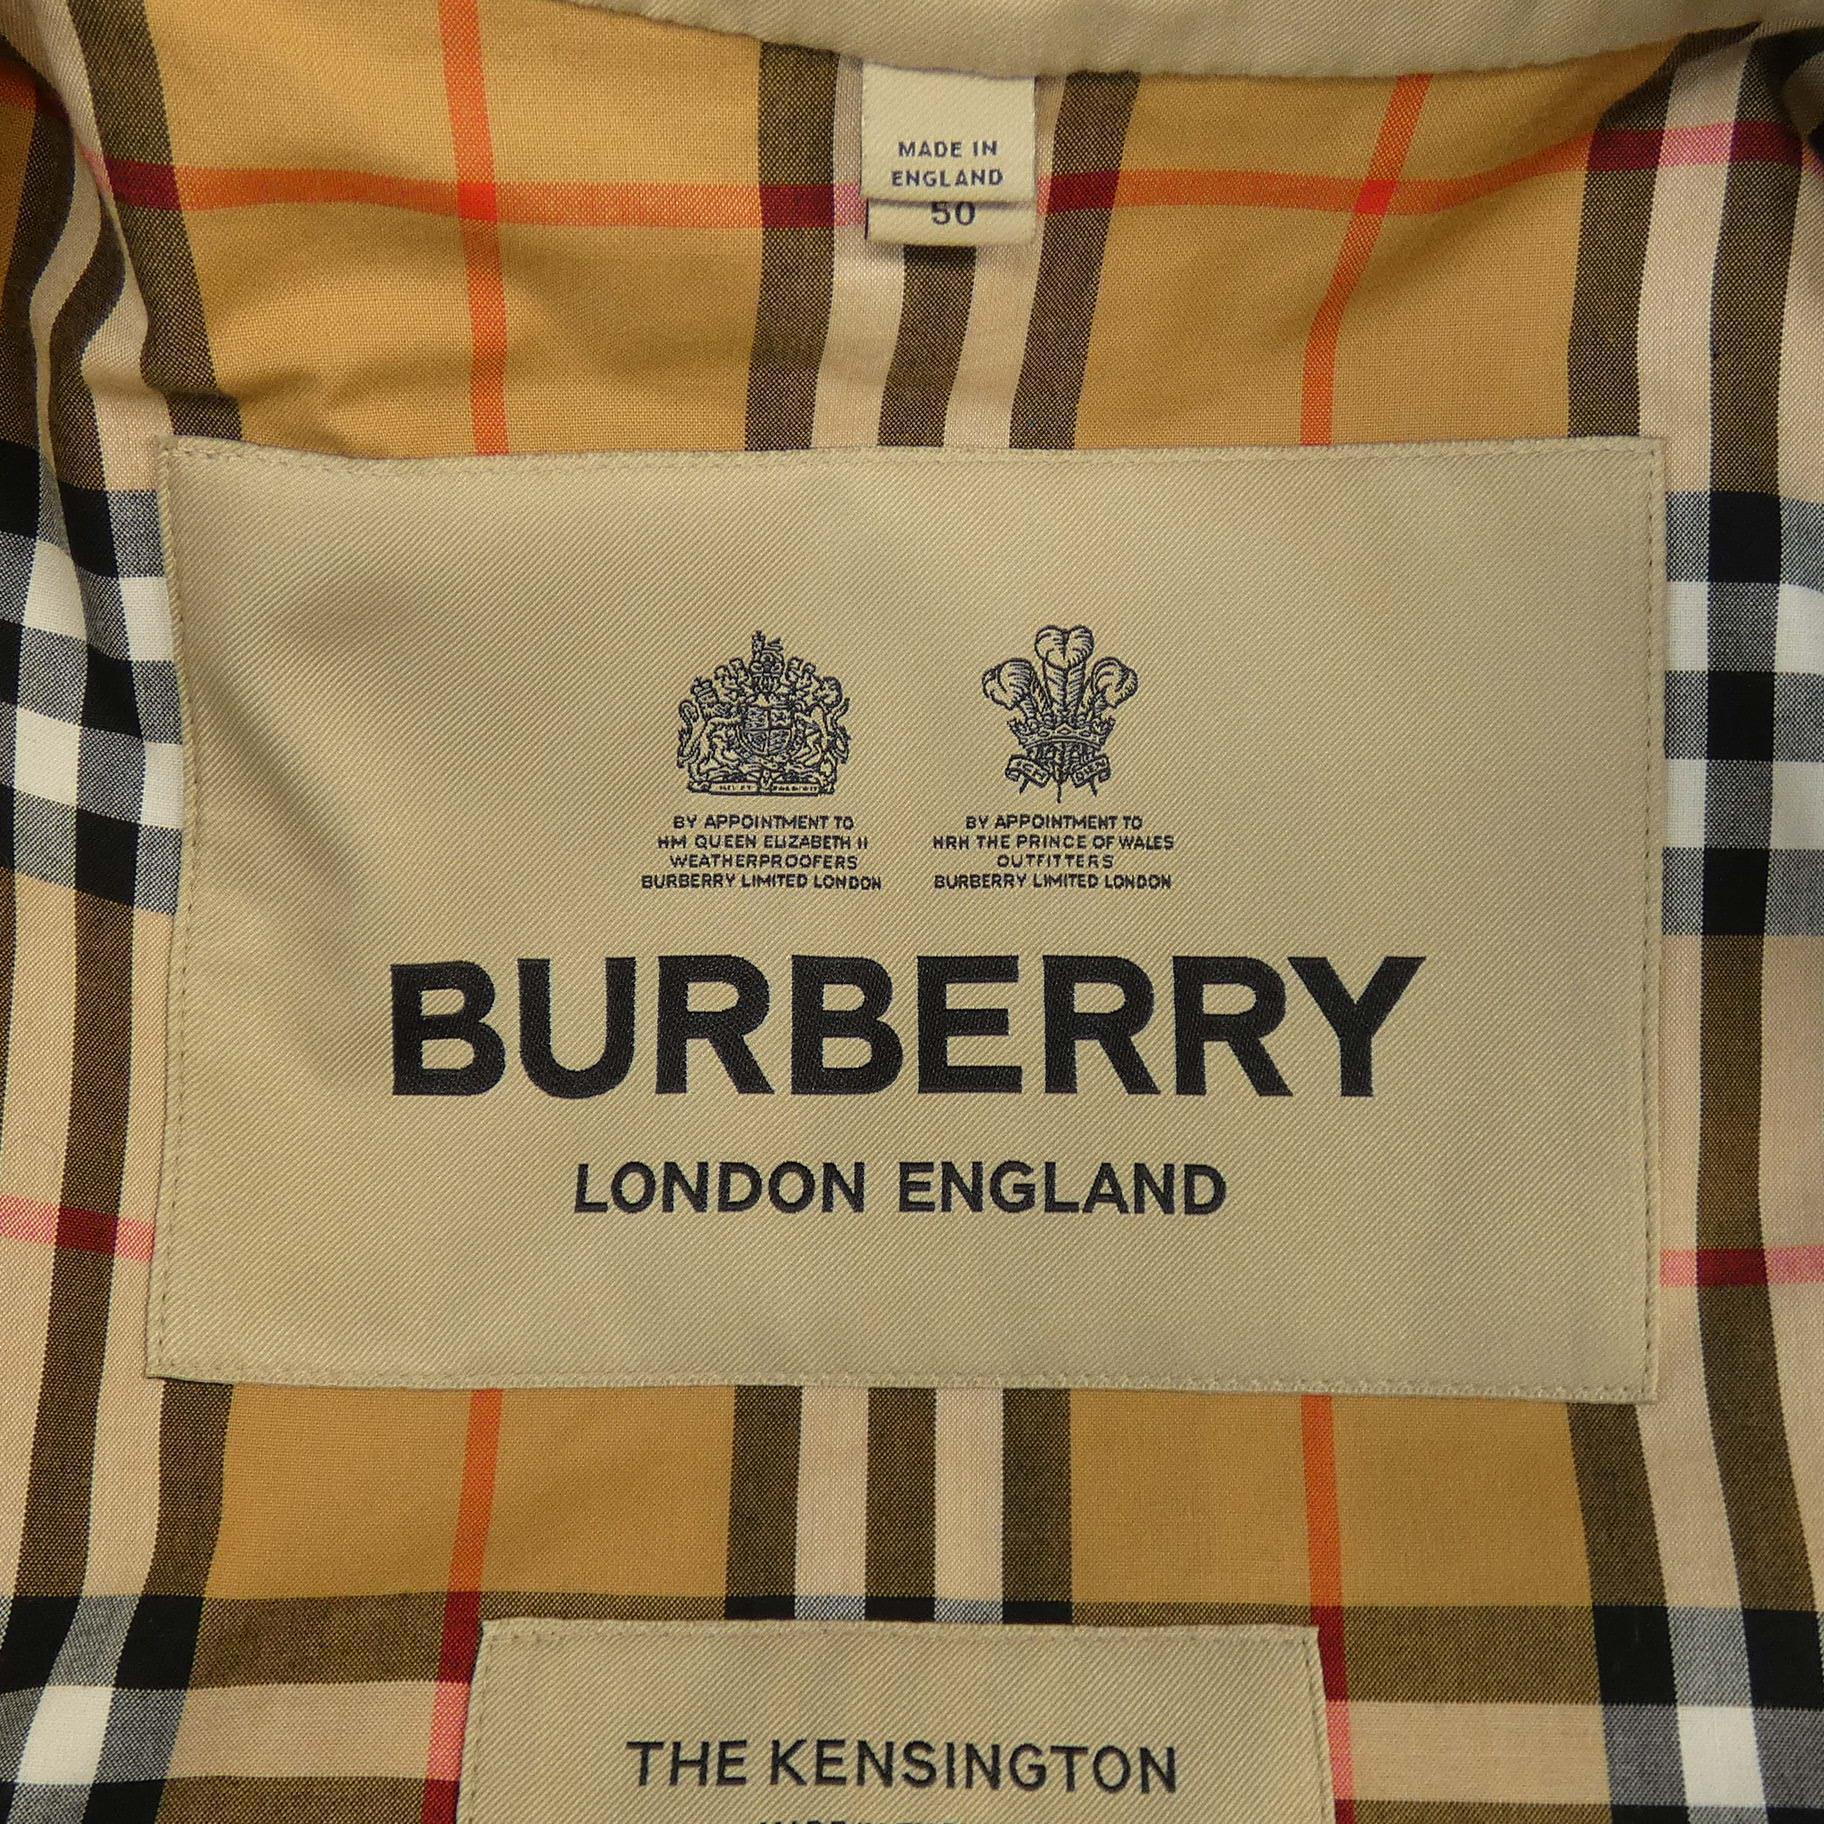 MADE IN
ENGLAND
50
BY APPOINTMENT TO
HM QUEEN ELIZABETH II
WEATHERPROOFERS
BURBERRY LIMITED LONDON
BY APPOINTMENT TO
HRH THE PRINCE OF WALES
OUTFITTERS
BURBERRY LIMITED LONDON
BURBERRY
LONDON ENGLAND
THE KENSINGTON